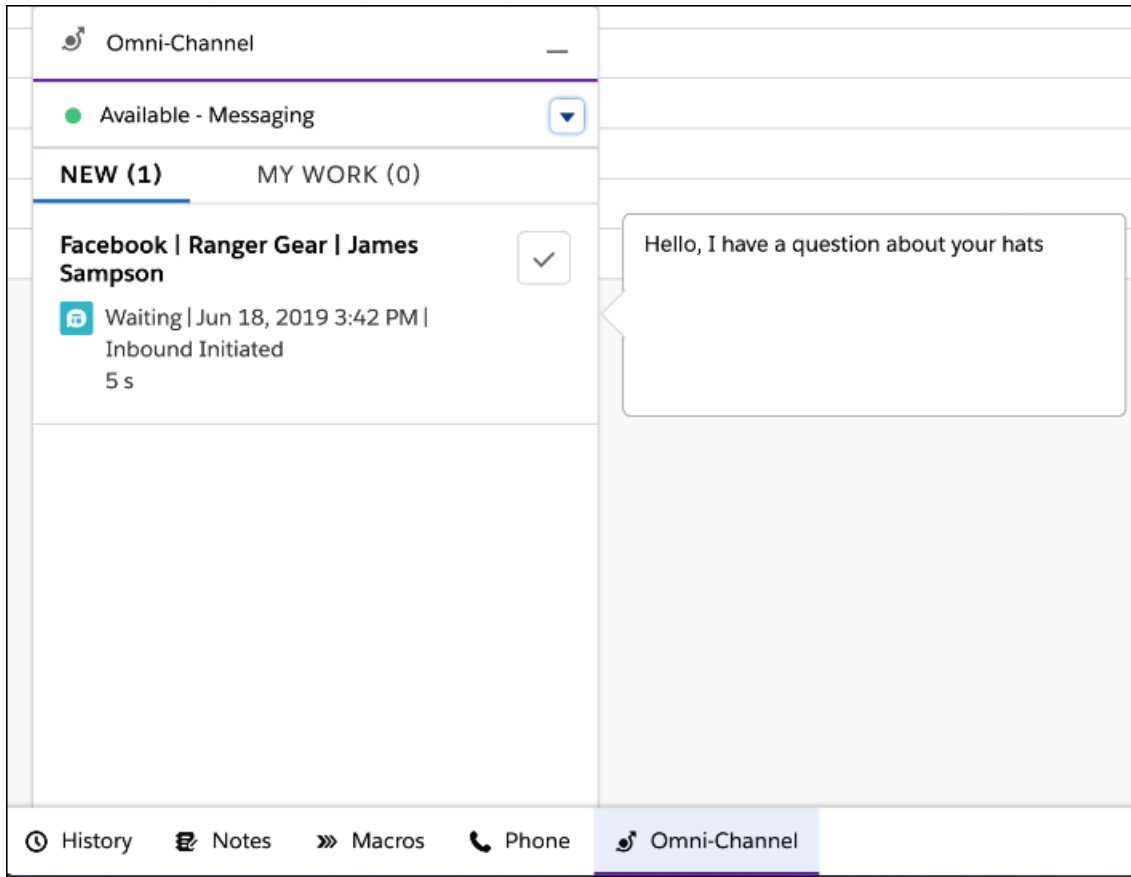 Omni-Channel
Available - Messaging
NEW (1) MY WORK (0)
Facebook | Ranger Gear | James
Sampson
Waiting | Jun 18, 2019 3:42 PM |
Inbound Initiated
5 s
Hello, I have a question about your hats
History Notes Macros Phone Omni-Channel